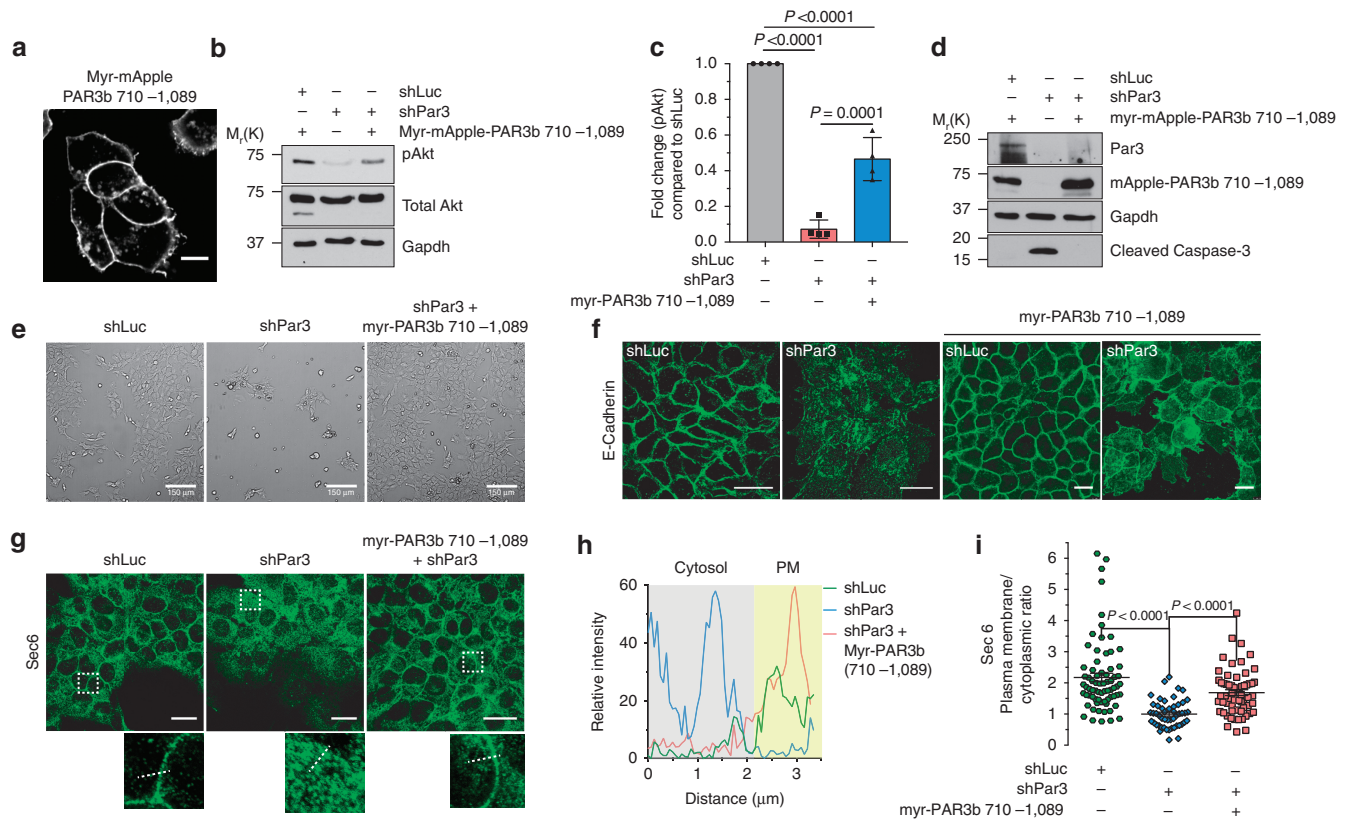 a
Myr-mApple
PAR3b 710 –1,089
b
+ – – shLuc
– + + shPar3
+ – + Myr-mApple-PAR3b 710 –1,089
Mr(K)
75
pAkt
75
Total Akt
37
Gapdh
c
P <0.0001
P <0.0001
P = 0.0001
Fold change (pAkt)
compared to shLuc
1.0
0.8
0.6
0.4
0.2
0.0
shLuc + – –
shPar3 – + +
myr-PAR3b 710 –1,089 – – +
d
+ – – shLuc
– + + shPar3
+ – + myr-mApple-PAR3b 710 –1,089
Mr(K)
250
Par3
75
mApple-PAR3b 710 –1,089
37
Gapdh
20
15
Cleaved Caspase-3
e
shLuc
shPar3
shPar3 +
myr-PAR3b 710 –1,089
150 μm
150 μm
150 μm
f
myr-PAR3b 710 –1,089
shLuc
shPar3
shLuc
shPar3
E-Cadherin
g
shLuc
shPar3
myr-PAR3b 710 –1,089
+ shPar3
Sec6
h
Cytosol
PM
Relative intensity
60
40
20
0
0 1 2 3
Distance (μm)
shLuc
shPar3
shPar3 +
Myr-PAR3b
(710 –1,089)
i
Sec 6
Plasma membrane/
cytoplasmic ratio
6
5
4
3
2
1
0
P <0.0001
P <0.0001
shLuc + – –
shPar3 – + +
myr-PAR3b 710 –1,089 – – +